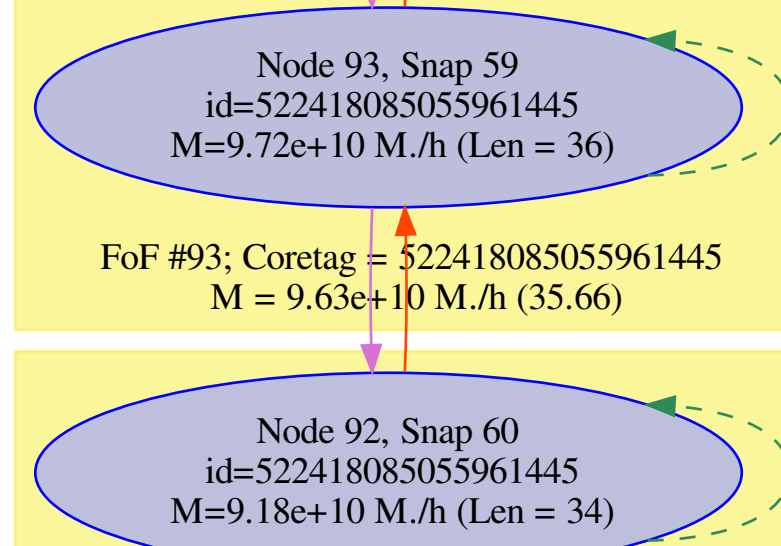 Node 93, Snap 59
id=522418085055961445
M=9.72e+10 M./h (Len = 36)
FoF #93; Coretag = 522418085055961445
M = 9.63e+10 M./h (35.66)
Node 92, Snap 60
id=522418085055961445
M=9.18e+10 M./h (Len = 34)